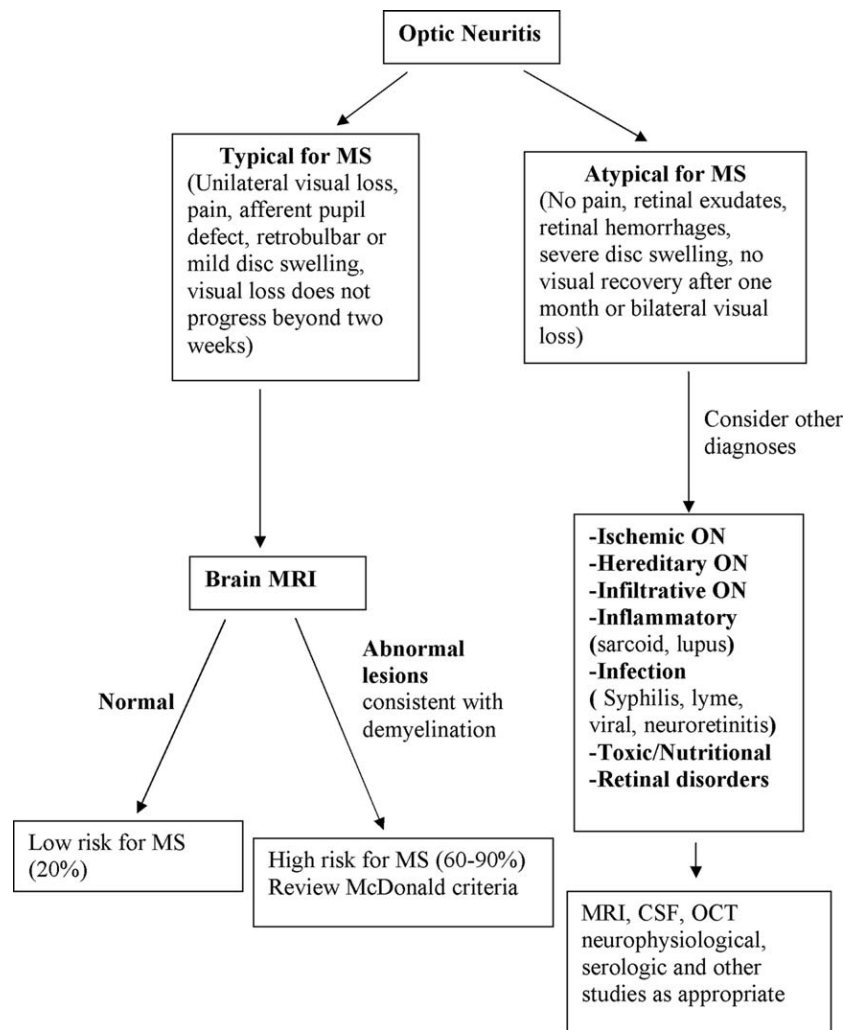 Optic Neuritis
Typical for MS
(Unilateral visual loss,
pain, afferent pupil
defect, retrobulbar or
mild disc swelling,
visual loss does not
progress beyond two
weeks)
Atypical for MS
(No pain, retinal exudates,
retinal hemorrhages,
severe disc swelling, no
visual recovery after one
month or bilateral visual
loss)
Consider other
diagnoses
Brain MRI
-Ischemic ON
-Hereditary ON
-Infiltrative ON
-Inflammatory
(sarcoid, lupus)
-Infection
( Syphilis, lyme,
viral, neuroretinitis)
-Toxic/Nutritional
-Retinal disorders
Normal
Abnormal
lesions
consistent with
demyelination
Low risk for MS
(20%)
High risk for MS (60-90%)
Review McDonald criteria
MRI, CSF, OCT
neurophysiological,
serologic and other
studies as appropriate